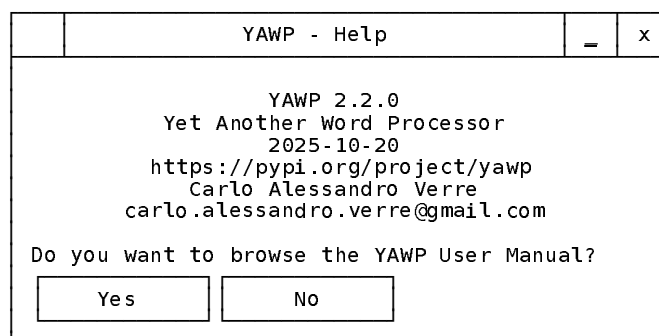 YAWP - Help _ x
YAWP 2.2.0
Yet Another Word Processor
2025-10-20
https://pypi.org/project/yawp
Carlo Alessandro Verre
carlo.alessandro.verre@gmail.com
Do you want to browse the YAWP User Manual?
Yes No